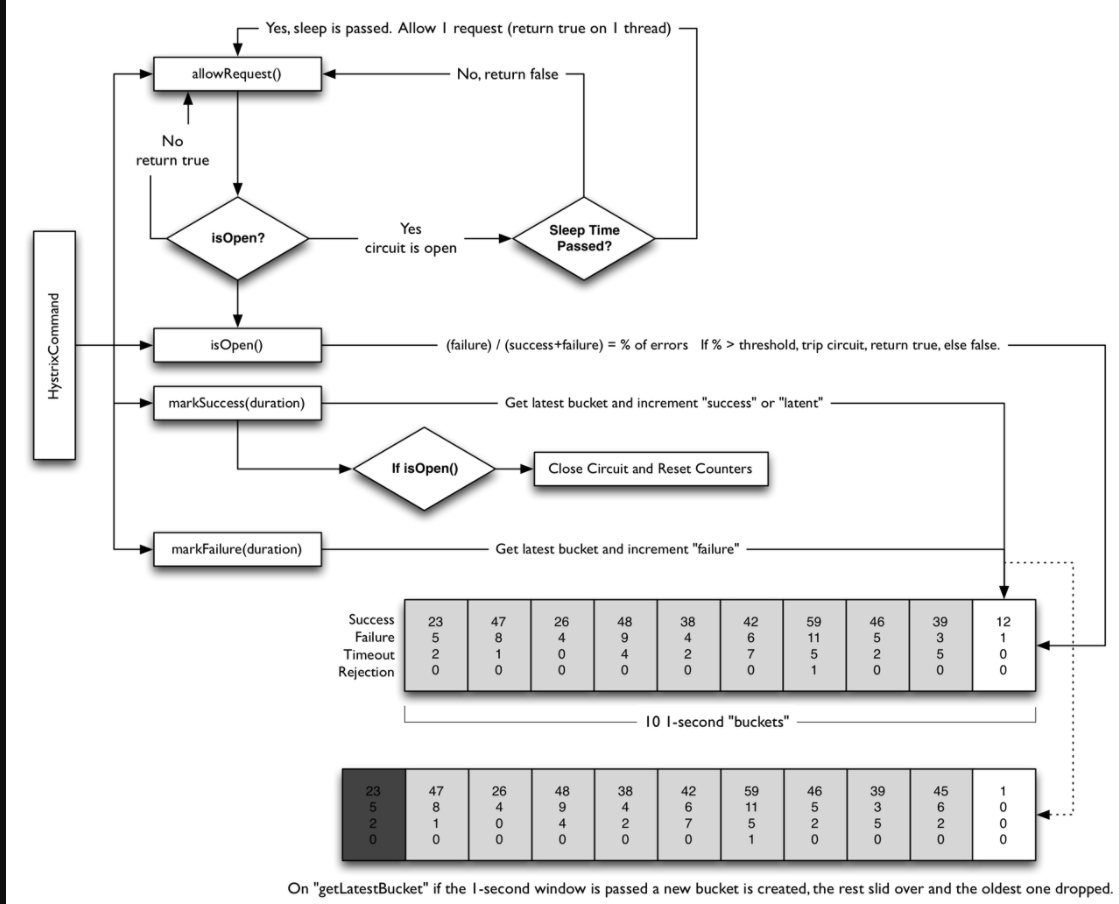 Yes, sleep is passed. Allow 1 request (return true on 1 thread)
allowRequest()
No, return false
No
return true
isOpen?
Yes
circuit is open
Sleep Time
Passed?
HystrixCommand
isOpen()
(failure) / (success+failure) = % of errors If % > threshold, trip circuit, return true, else false.
markSuccess(duration)
Get latest bucket and increment "success" or "latent"
If isOpen()
Close Circuit and Reset Counters
markFailure(duration)
Get latest bucket and increment "failure"
Success 23 47 26 48 38 42 59 46 39 12
Failure 5 8 4 9 4 6 11 5 3 1
Timeout 2 1 0 4 2 7 5 2 5 0
Rejection 0 0 0 0 0 0 1 0 0 0
10 1-second "buckets"
23 47 26 48 38 42 59 46 39 45 1
5 8 4 9 4 6 11 5 3 6 0
2 1 0 4 2 7 5 2 5 2 0
0 0 0 0 0 0 1 0 0 0 0
On "getLatestBucket" if the 1-second window is passed a new bucket is created, the rest slid over and the oldest one dropped.